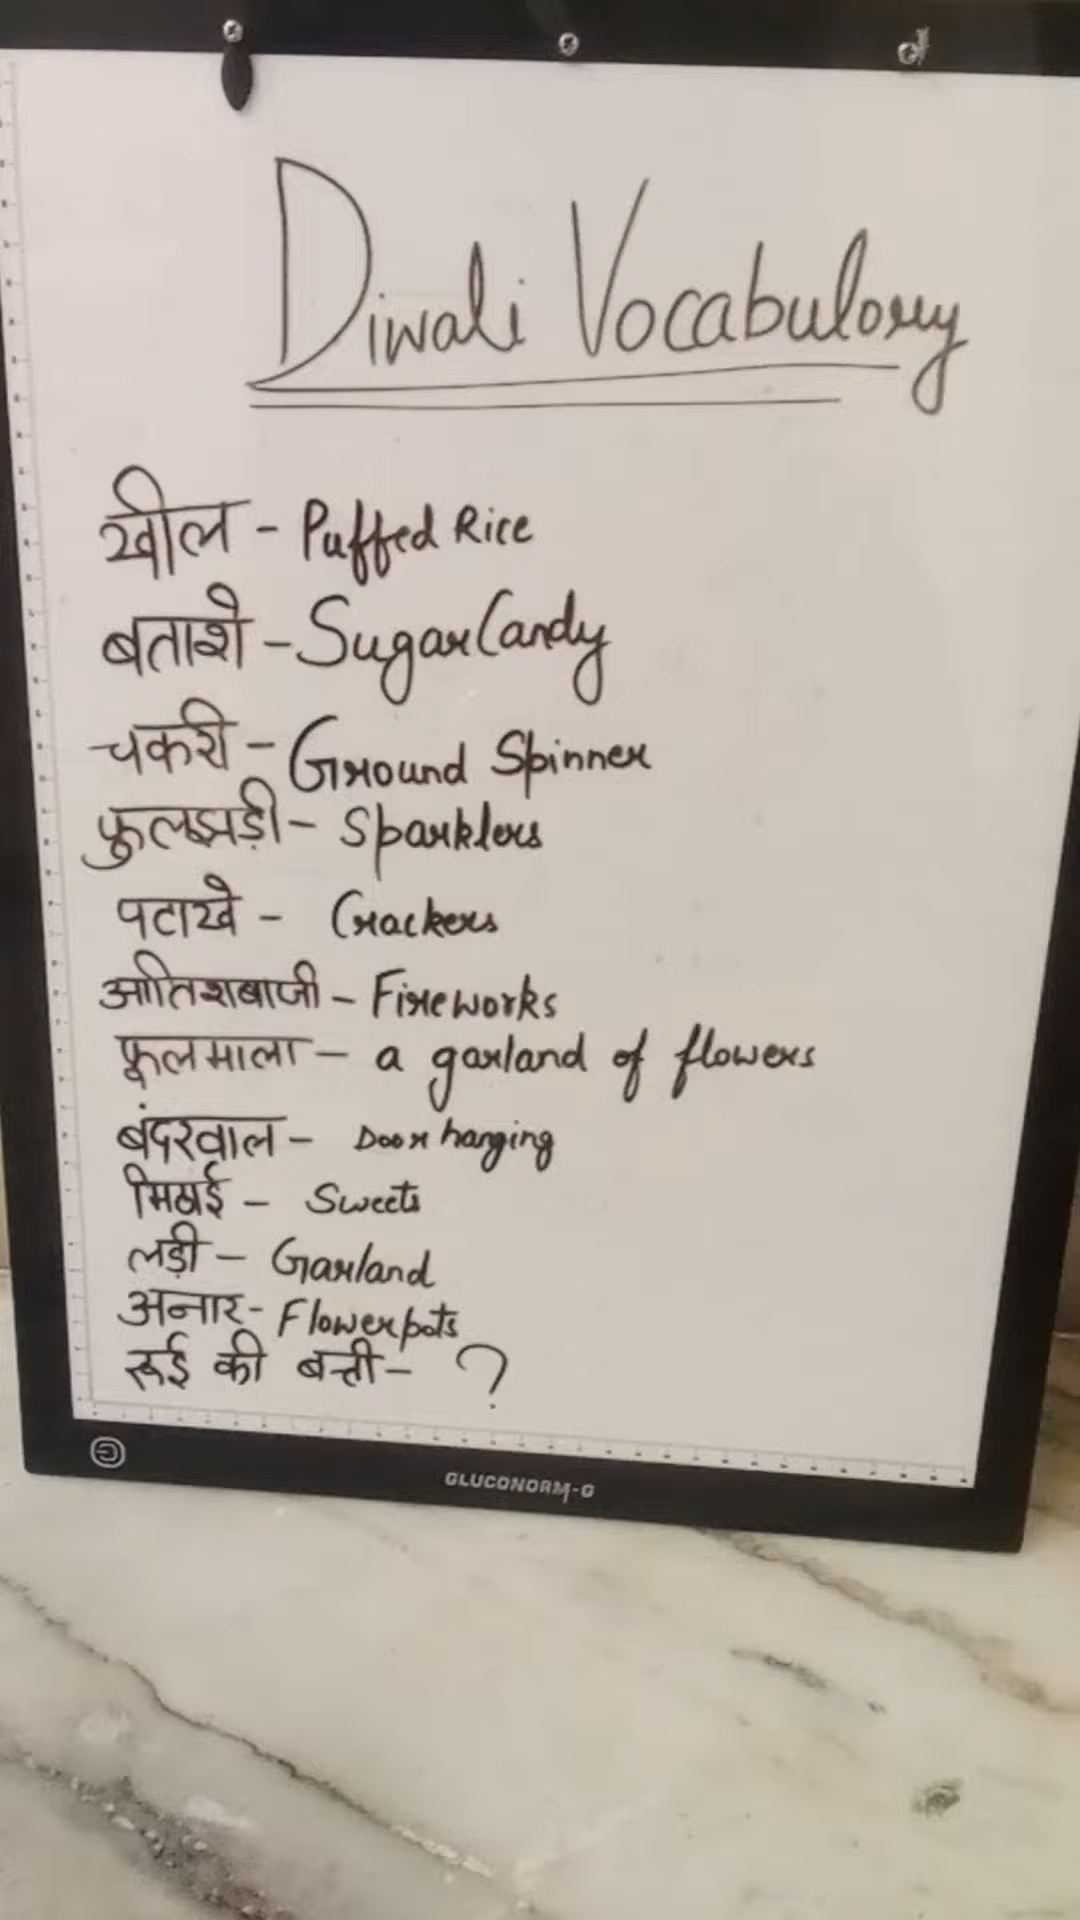 Diwali Vocabulory
खील - Puffed Rice
बताशे - Sugar Candy
चकरी - Ground Spinner
फुलझड़ी - Sparklers
पटाखे - Crackers
आतिशबाजी - Fireworks
फूलमाला - a garland of flowers
बंदरवाल - Door hanging
मिठाई - Sweets
लड़ी - Garland
अनार - Flowerpots
रूई की बत्ती - ?
GLUCONORM-G